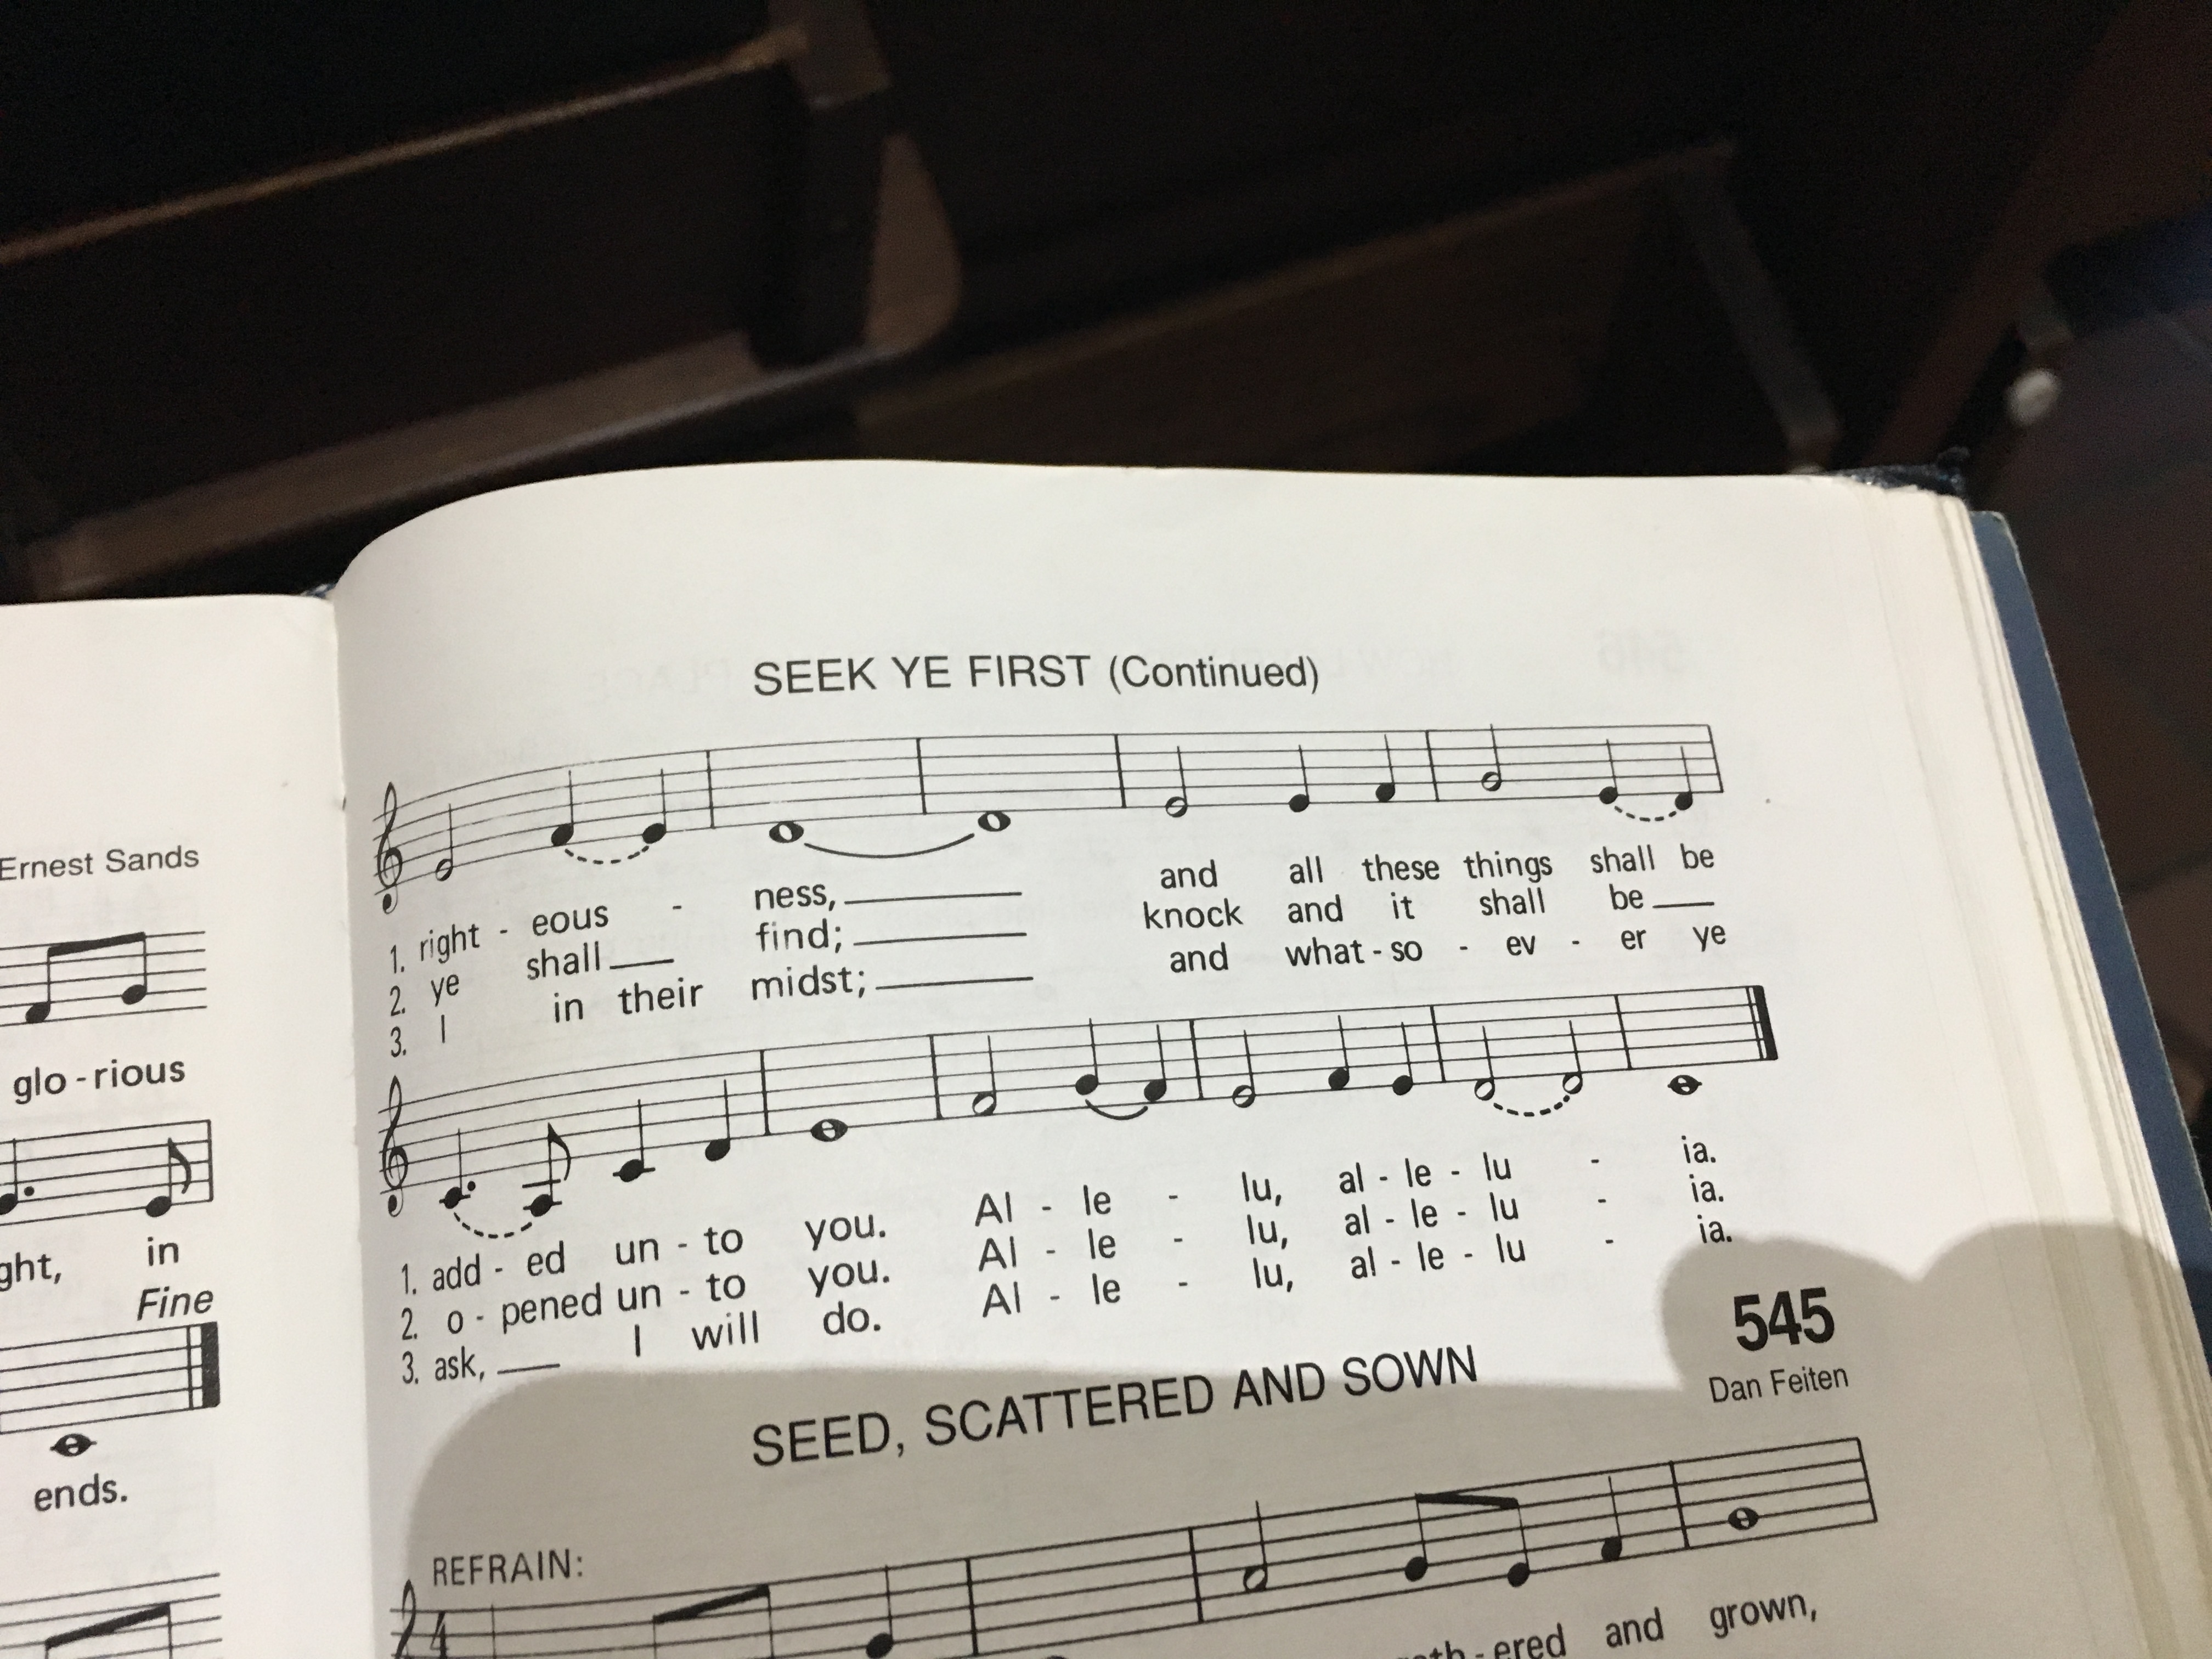 Ernest Sands
glo - rious
ght, in
Fine
ends.
SEEK YE FIRST (Continued)
1. right - eous - ness, and all these things shall be
2. ye shall find; knock and it shall be
3. I in their midst; and what - so - ev - er ye
1. add - ed un - to you. Al - le - lu, al - le - lu - ia.
2. o - pened un - to you. Al - le - lu, al - le - lu - ia.
3. ask, I will do. Al - le - lu, al - le - lu - ia.
545
SEED, SCATTERED AND SOWN
Dan Feiten
REFRAIN:
4
ered and grown,